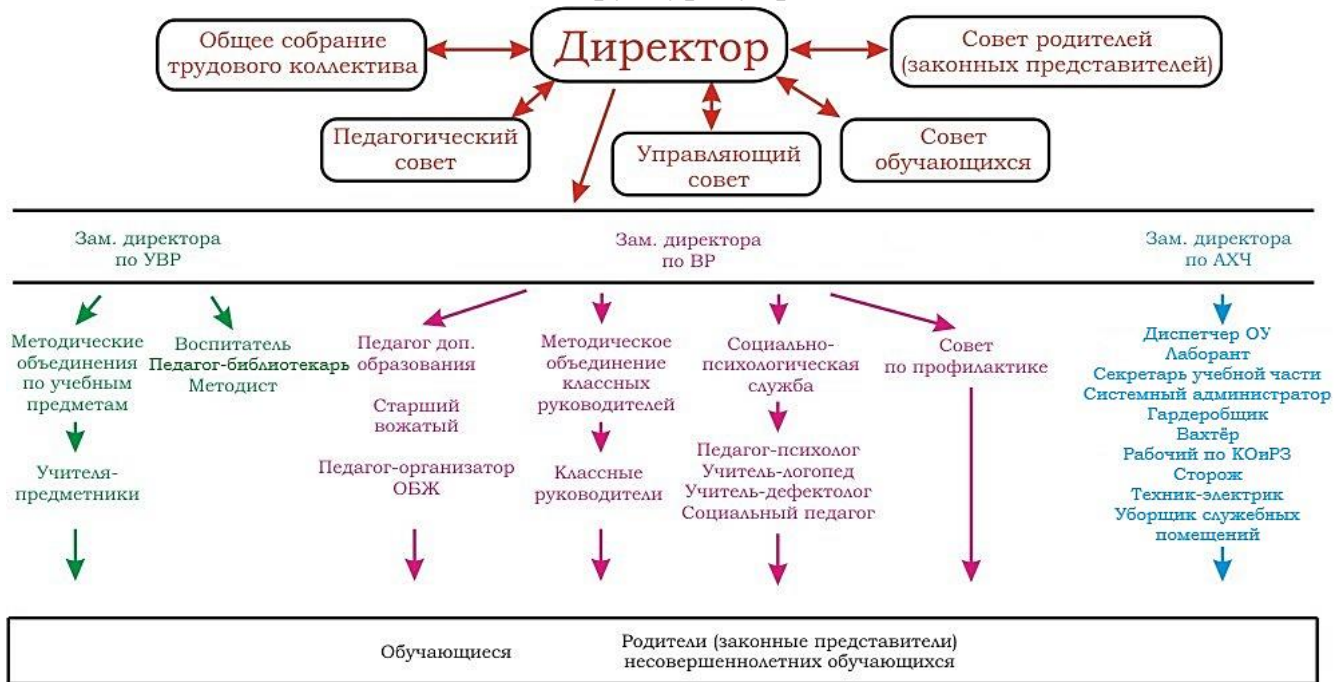 Общее собрание
трудового коллектива
Директор
Совет родителей
(законных представителей)
Педагогический
совет
Управляющий
совет
Совет
обучающихся
Зам. директора
по УВР
Зам. директора
по ВР
Зам. директора
по АХЧ
Методические
объединения
по учебным
предметам
Учителя-
предметники
Воспитатель
Педагог-библиотекарь
Методист
Педагог доп.
образования
Старший
вожатый
Педагог-организатор
ОБЖ
Методическое
объединение
классных
руководителей
Классные
руководители
Социально-
психологическая
служба
Педагог-психолог
Учитель-логопед
Учитель-дефектолог
Социальный педагог
Совет
по профилактике
Диспетчер ОУ
Лаборант
Секретарь учебной части
Системный администратор
Гардеробщик
Вахтёр
Рабочий по КОиРЗ
Сторож
Техник-электрик
Уборщик служебных
помещений
Обучающиеся
Родители (законные представители)
несовершеннолетних обучающихся